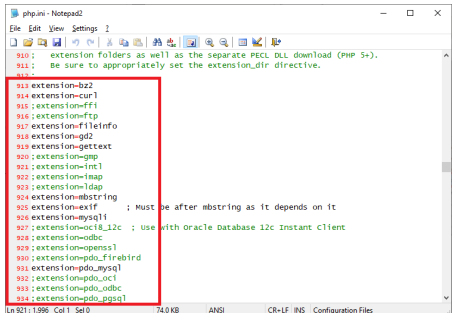 php.ini - Notepad2
File Edit View Settings ?
910 ;   extension folders as well as the separate PECL DLL download (PHP 5+).
911 ;   Be sure to appropriately set the extension_dir directive.
912 ;
913 extension=bz2
914 extension=curl
915 ;extension=ffi
916 ;extension=ftp
917 extension=fileinfo
918 extension=gd2
919 extension=gettext
920 ;extension=gmp
921 ;extension=intl
922 ;extension=imap
923 ;extension=ldap
924 extension=mbstring
925 extension=exif      ; Must be after mbstring as it depends on it
926 extension=mysqli
927 ;extension=oci8_12c  ; Use with Oracle Database 12c Instant Client
928 ;extension=odbc
929 ;extension=openssl
930 ;extension=pdo_firebird
931 extension=pdo_mysql
932 ;extension=pdo_oci
933 ;extension=pdo_odbc
934 ;extension=pdo_pgsql
Ln 921 : 1.996 Col 1 Sel 0 74.0 KB ANSI CR+LF INS Configuration Files